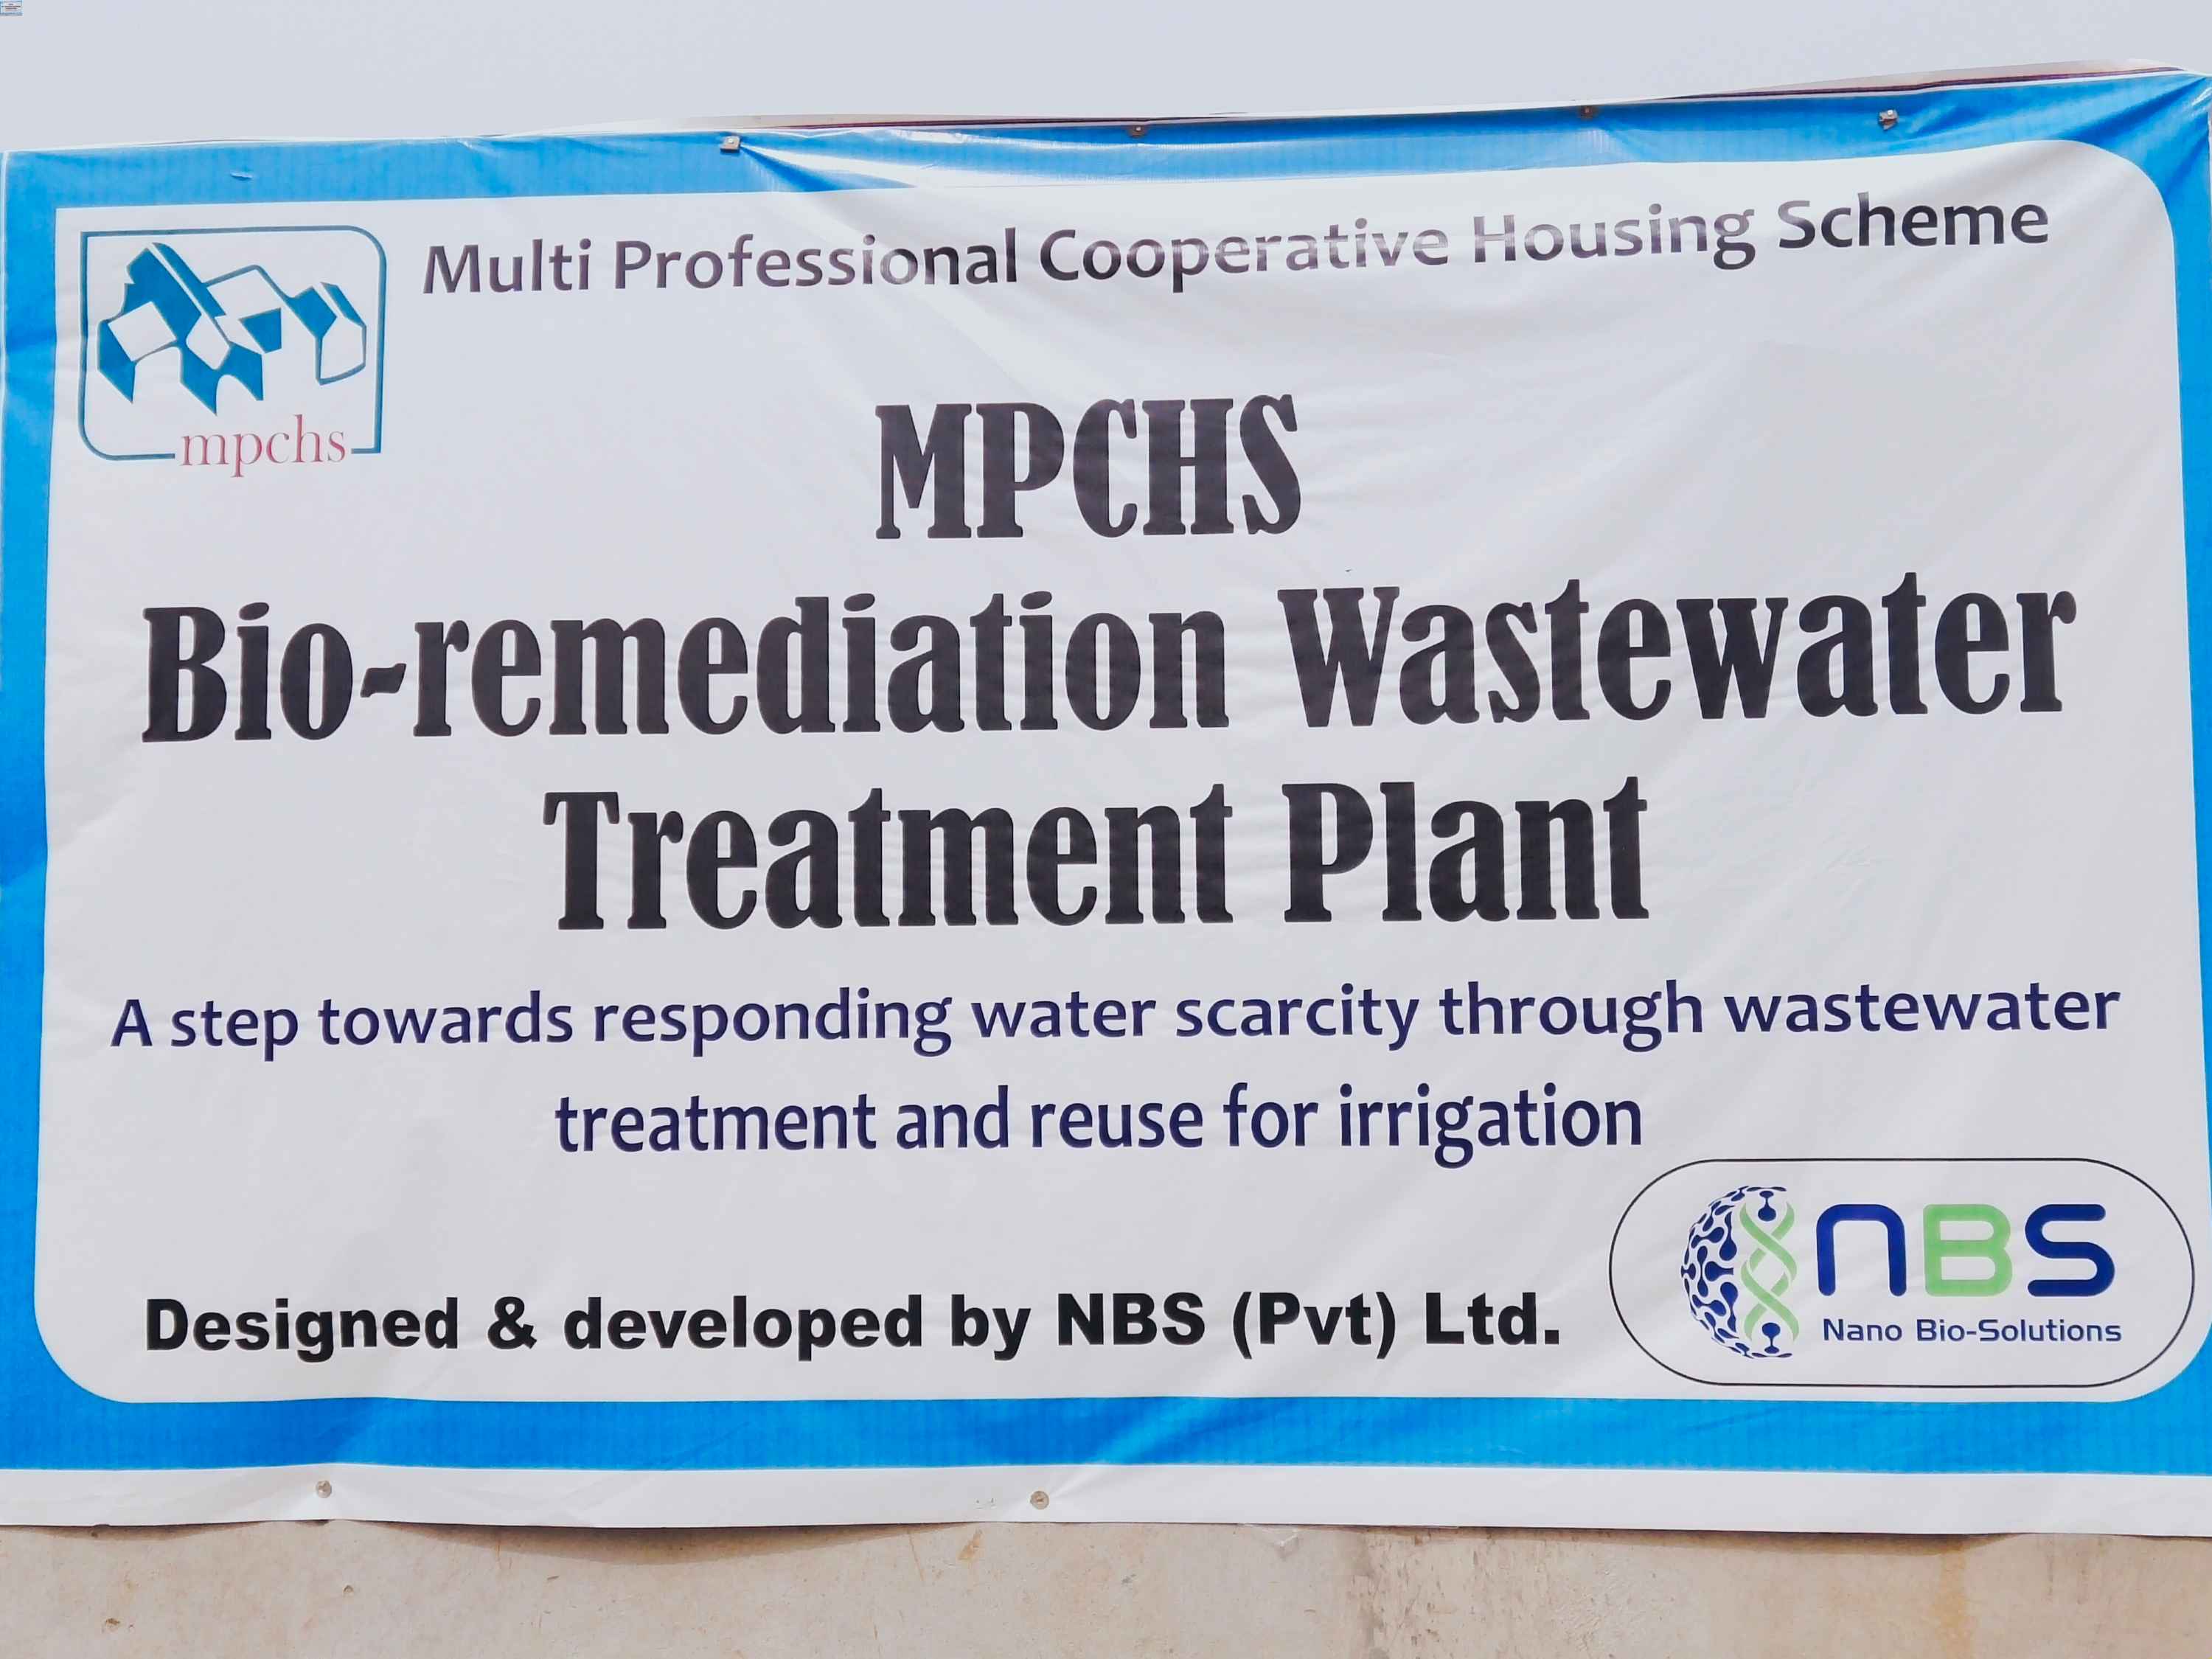 Multi Professional Cooperative Housing Scheme
mpchs
MPCHS
Bio-remediation Wastewater
Treatment Plant
A step towards responding water scarcity through wastewater
treatment and reuse for irrigation
Designed & developed by NBS (Pvt) Ltd.
nBS
Nano Bio-Solutions